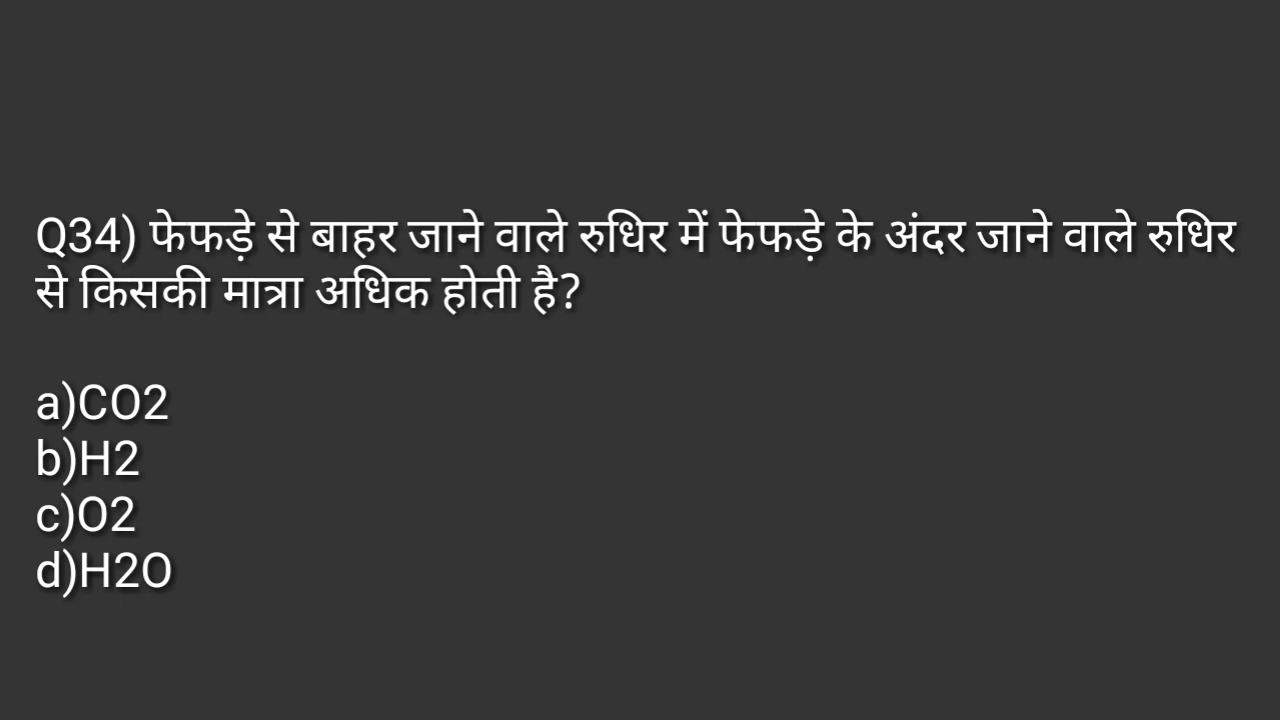 Q34) फेफड़े से बाहर जाने वाले रुधिर में फेफड़े के अंदर जाने वाले रुधिर
से किसकी मात्रा अधिक होती है?
a)CO2
b)H2
c)O2
d)H2O